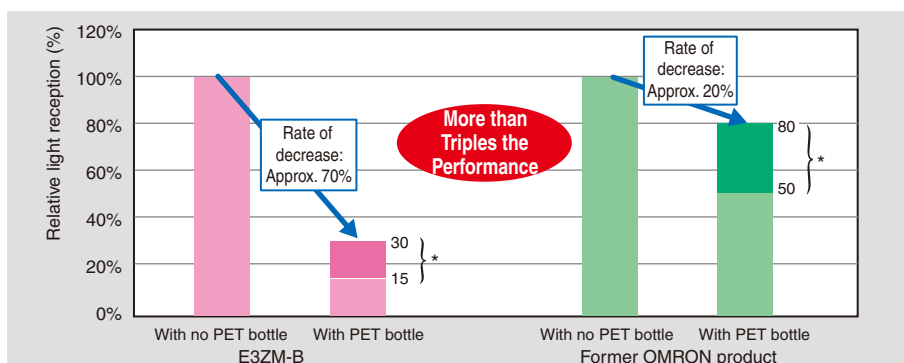 Relative light reception (%)
120%
100%
80%
60%
40%
20%
0%
Rate of
decrease:
Approx. 70%
30
15
*
More than
Triples the
Performance
Rate of
decrease:
Approx. 20%
80
50
*
With no PET bottle
With PET bottle
E3ZM-B
With no PET bottle
With PET bottle
Former OMRON product